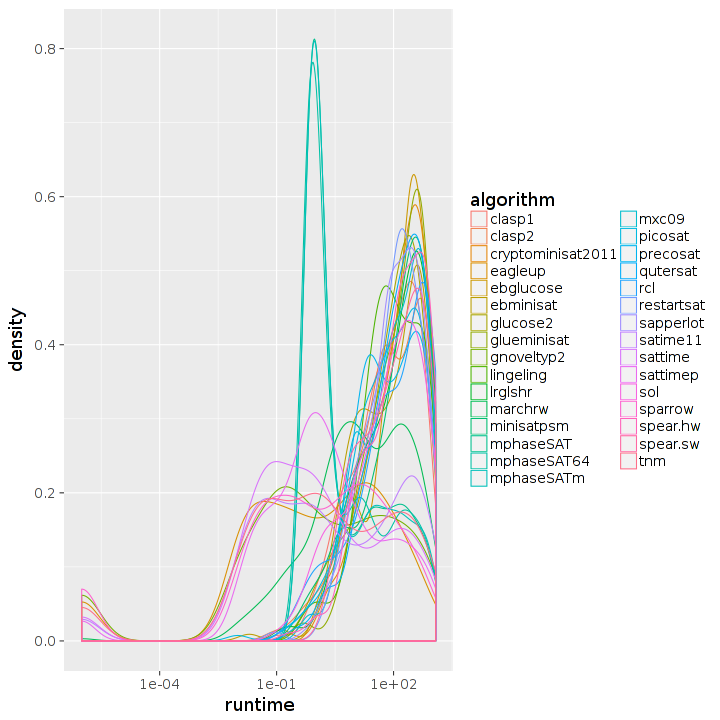 0.8
0.6
0.4
0.2
0.0
density
1e-04
1e-01
1e+02
runtime
algorithm
clasp1
clasp2
cryptominisat2011
eagleup
ebglucose
ebminisat
glucose2
glueminisat
gnoveltyp2
lingeling
lrglshr
marchrw
minisatpsm
mphaseSAT
mphaseSAT64
mphaseSATm
mxc09
picosat
precosat
qutersat
rcl
restartsat
sapperlot
satime11
sattime
sattimep
sol
sparrow
spear.hw
spear.sw
tnm